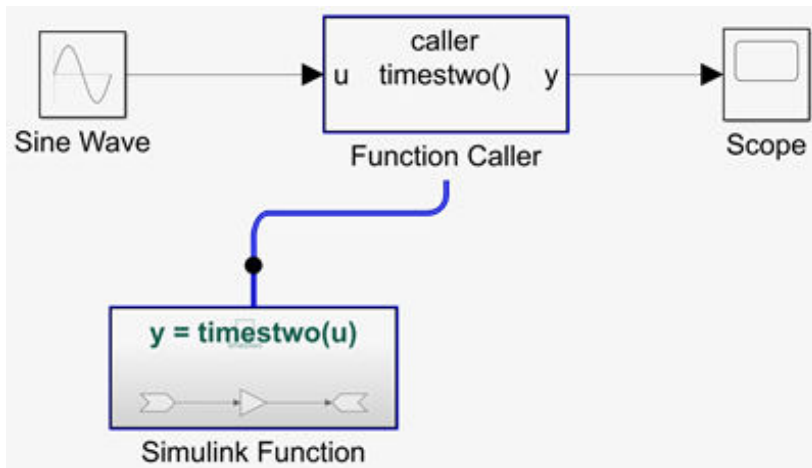 caller
u timestwo() y
Sine Wave
Function Caller
Scope
y = timestwo(u)
Simulink Function